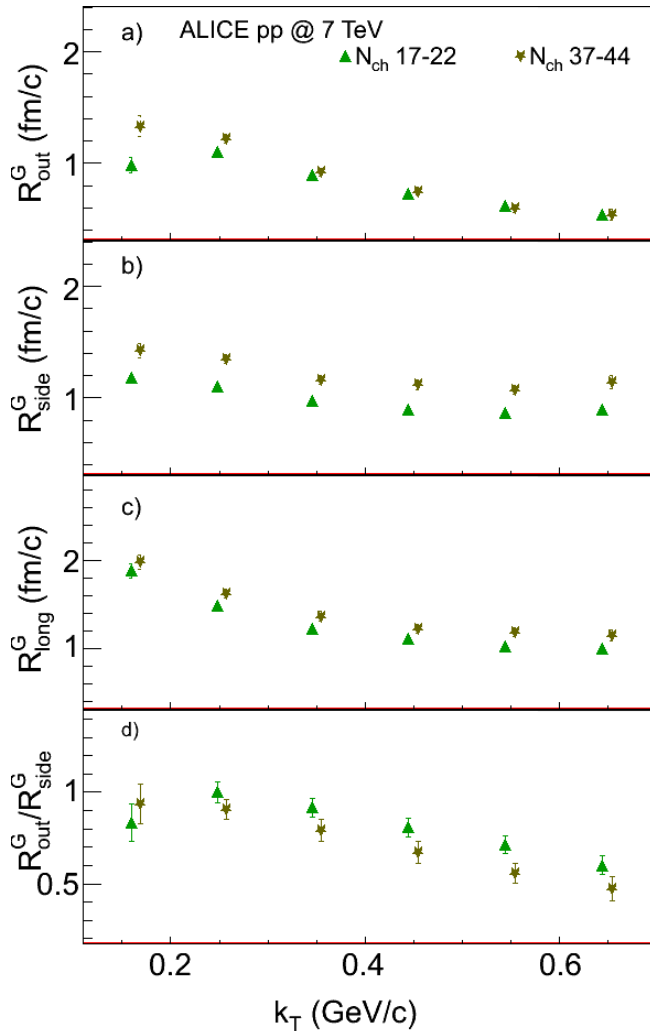 a) ALICE pp @ 7 TeV
▲ N_ch 17-22 ★ N_ch 37-44
2
1
R^G_out (fm/c)
b)
2
1
R^G_side (fm/c)
c)
2
1
R^G_long (fm/c)
d)
1
0.5
R^G_out/R^G_side
0.2 0.4 0.6
k_T (GeV/c)